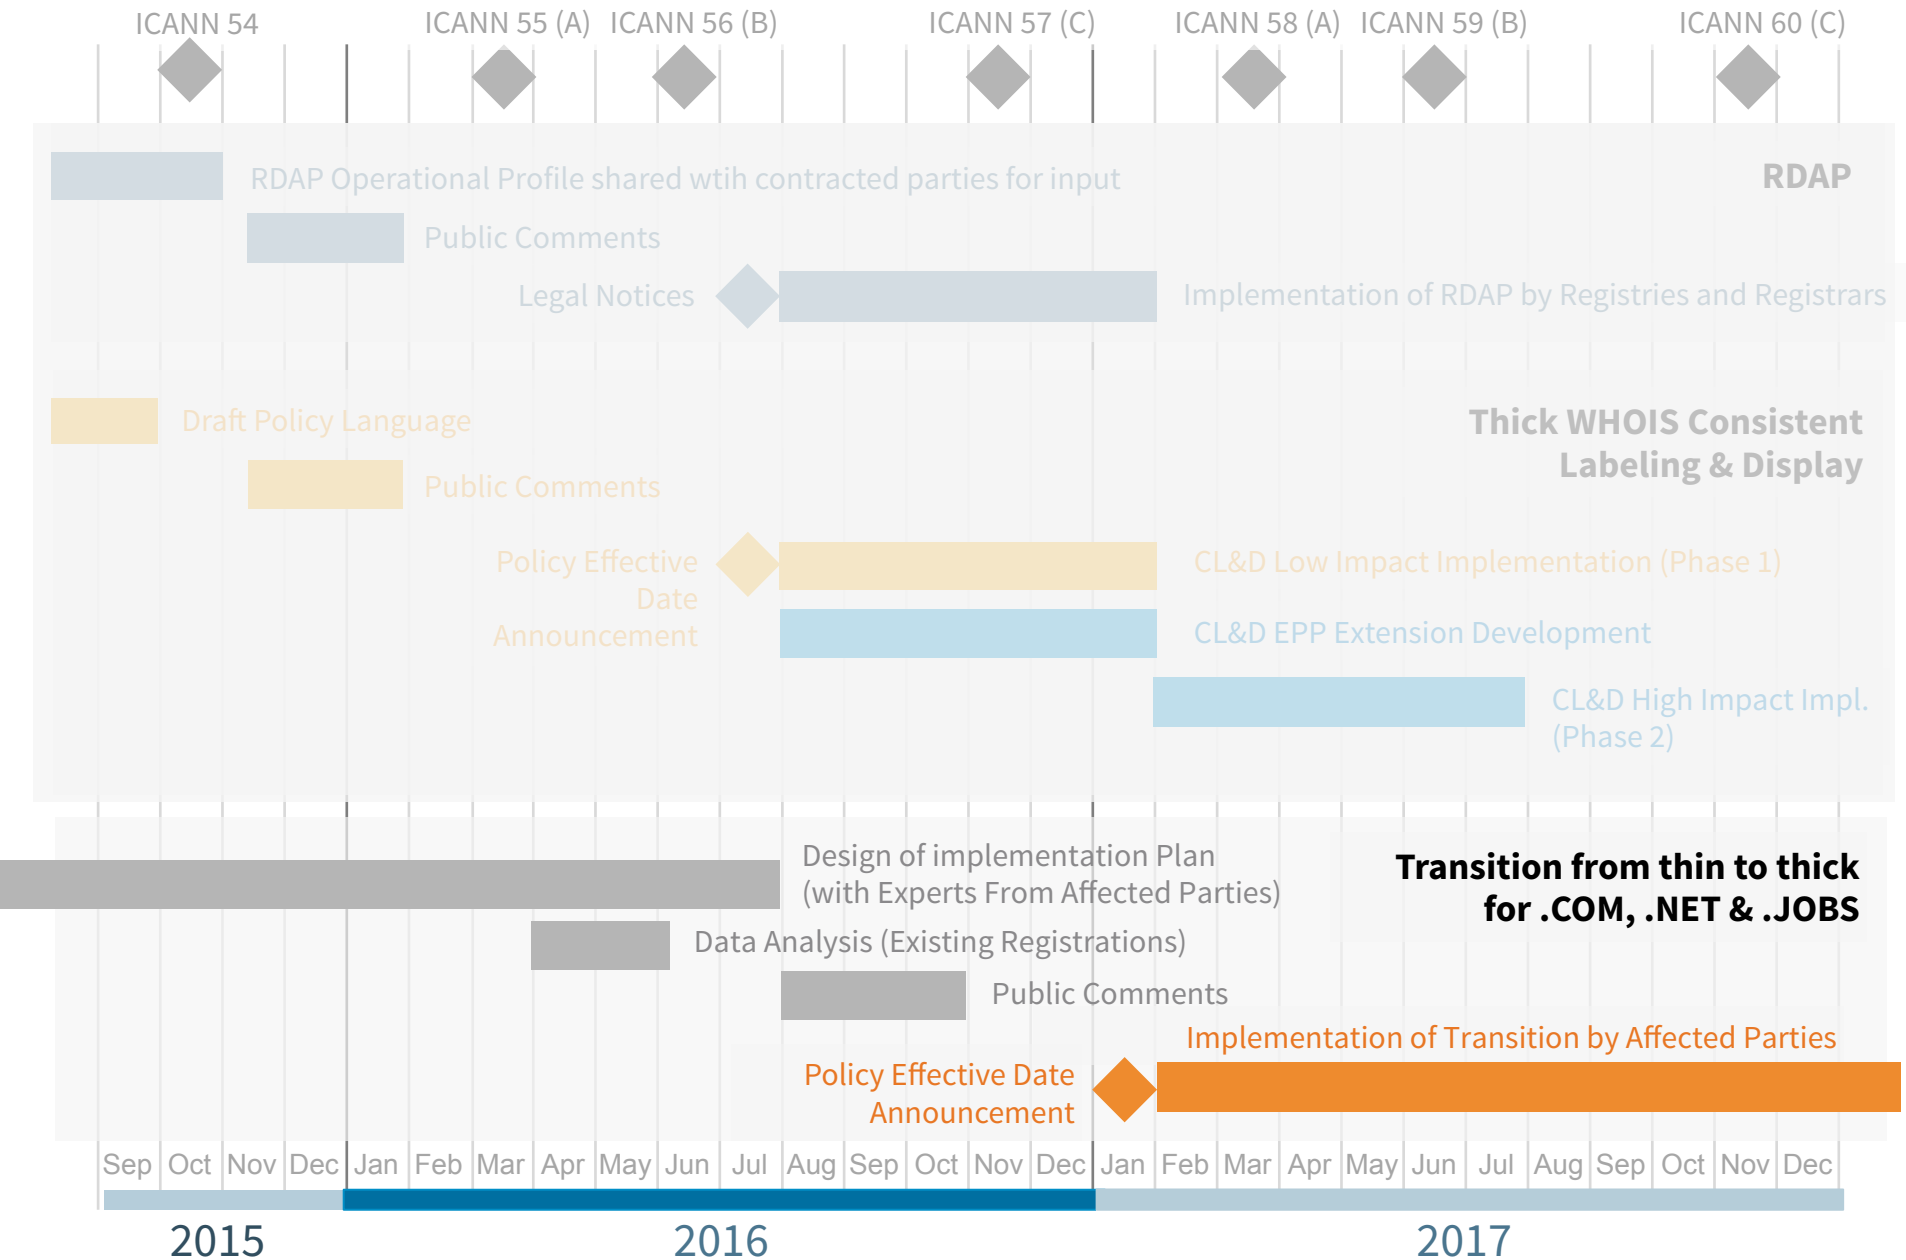 ICANN 54
ICANN 55 (A)
ICANN 56 (B)
ICANN 57 (C)
ICANN 58 (A)
ICANN 59 (B)
ICANN 60 (C)
RDAP
RDAP Operational Profile shared wtih contracted parties for input
Public Comments
Legal Notices
Implementation of RDAP by Registries and Registrars
Thick WHOIS Consistent
Labeling & Display
Draft Policy Language
Public Comments
Policy Effective
Date
Announcement
CL&D Low Impact Implementation (Phase 1)
CL&D EPP Extension Development
CL&D High Impact Impl.
(Phase 2)
Transition from thin to thick
for .COM, .NET & .JOBS
Design of implementation Plan
(with Experts From Affected Parties)
Data Analysis (Existing Registrations)
Public Comments
Implementation of Transition by Affected Parties
Policy Effective Date
Announcement
Sep Oct Nov Dec Jan Feb Mar Apr May Jun Jul Aug Sep Oct Nov Dec Jan Feb Mar Apr May Jun Jul Aug Sep Oct Nov Dec
2015 2016 2017